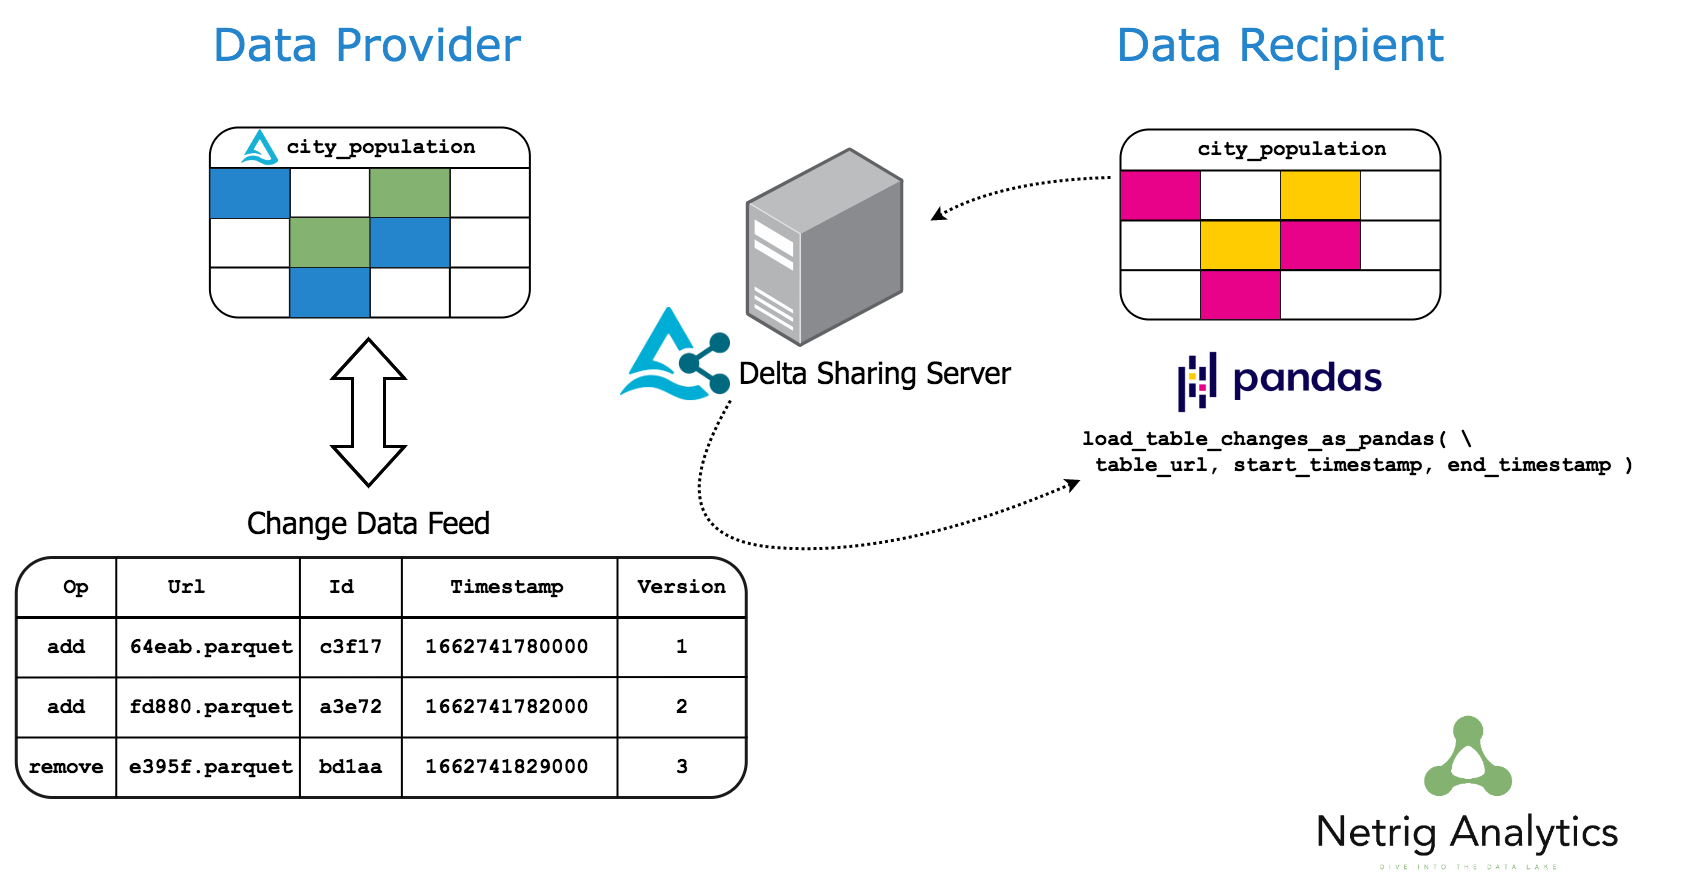 Data Provider
Data Recipient
city_population
city_population
Delta Sharing Server
pandas
load_table_changes_as_pandas( \
table_url, start_timestamp, end_timestamp )
Change Data Feed
Op Url Id Timestamp Version
add 64eab.parquet c3f17 1662741780000 1
add fd880.parquet a3e72 1662741782000 2
remove e395f.parquet bd1aa 1662741829000 3
Netrig Analytics
DIVE INTO THE DATA LAKE